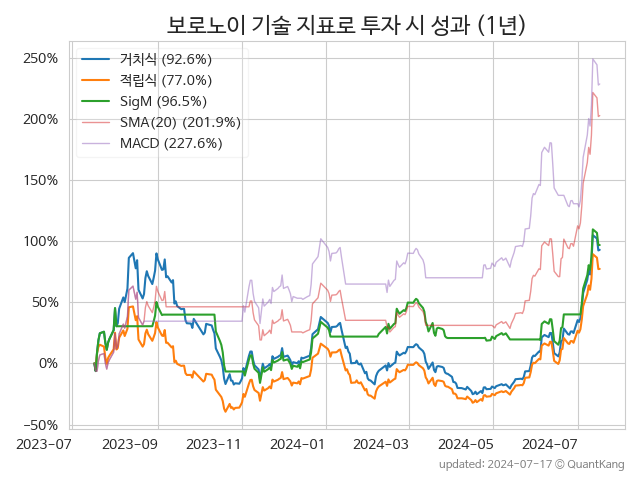 보로노이 기술 지표로 투자 시 성과 (1년)
250%
200%
150%
100%
50%
0%
−50%
거치식 (92.6%)
적립식 (77.0%)
SigM (96.5%)
SMA(20) (201.9%)
MACD (227.6%)
2023-07 2023-09 2023-11 2024-01 2024-03 2024-05 2024-07
updated: 2024-07-17 © QuantKang